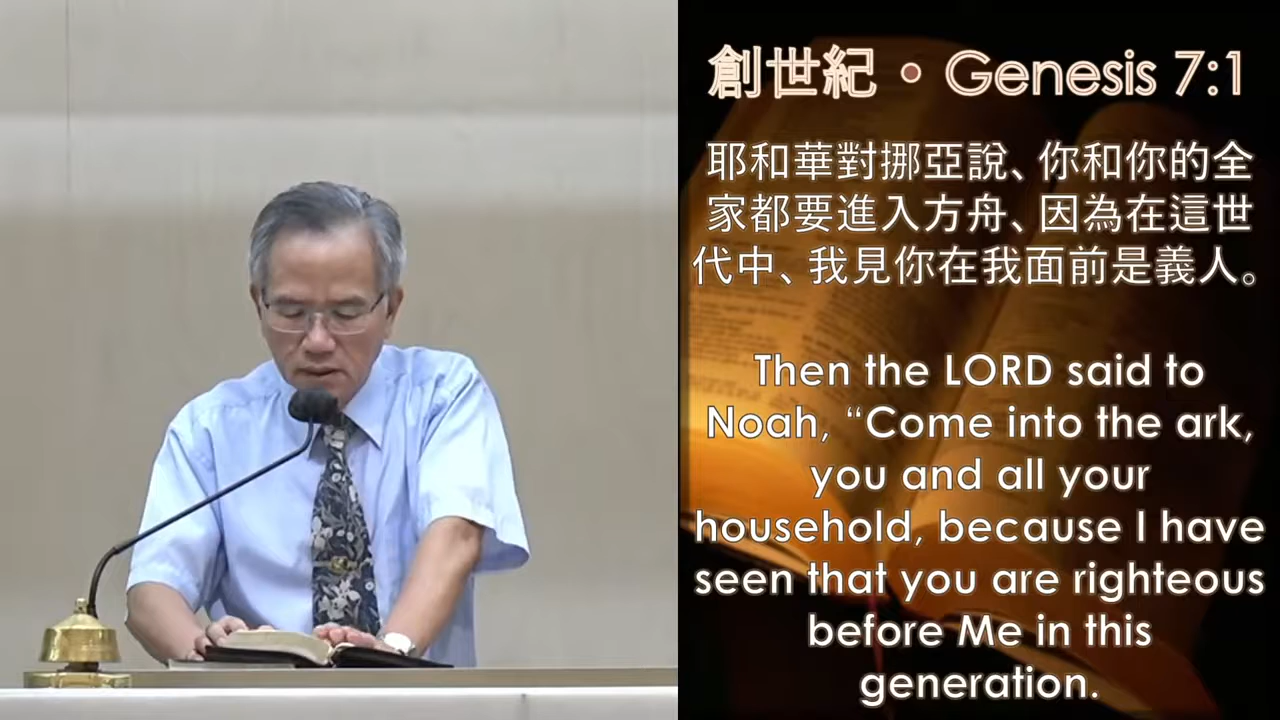 創世紀 • Genesis 7:1
耶和華對挪亞說、你和你的全
家都要進入方舟、因為在這世
代中、我見你在我面前是義人。
Then the LORD said to
Noah, “Come into the ark,
you and all your
household, because I have
seen that you are righteous
before Me in this
generation.